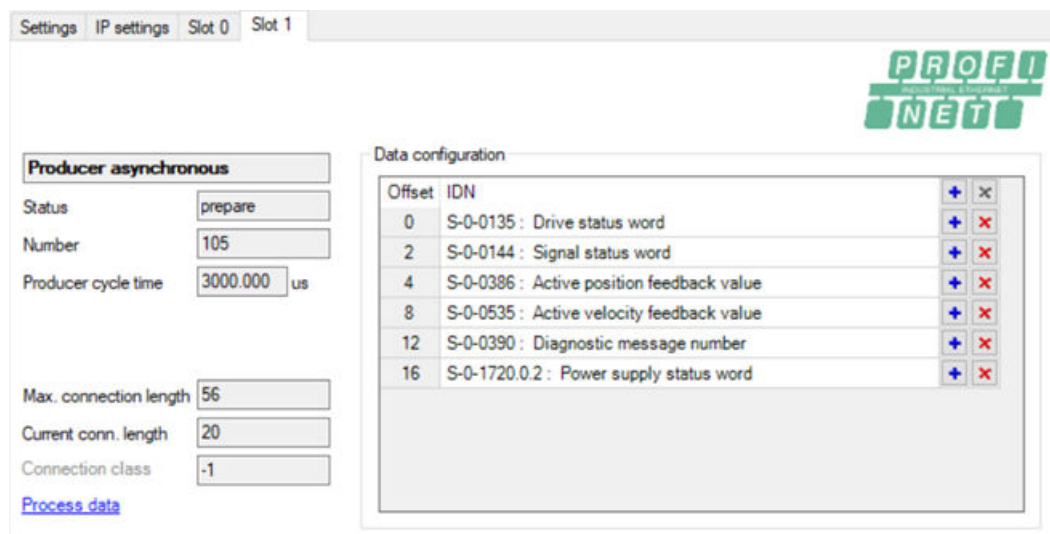 Settings IP settings Slot 0 Slot 1
PROFI
INDUSTRIAL ETHERNET
NET
Producer asynchronous
Status prepare
Number 105
Producer cycle time 3000.000 us
Max. connection length 56
Current conn. length 20
Connection class -1
Process data
Data configuration
Offset IDN
0 S-0-0135 : Drive status word
2 S-0-0144 : Signal status word
4 S-0-0386 : Active position feedback value
8 S-0-0535 : Active velocity feedback value
12 S-0-0390 : Diagnostic message number
16 S-0-1720.0.2 : Power supply status word